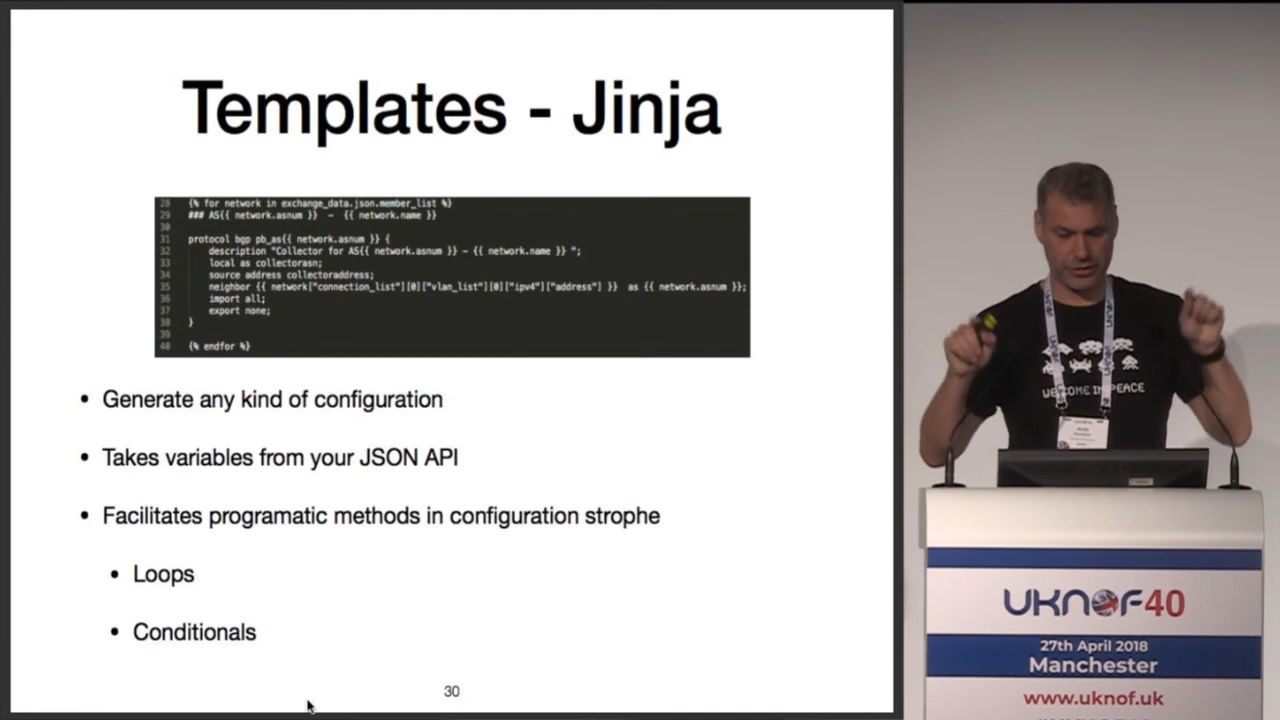 Templates - Jinja
28 {% for network in exchange_data.json.member_list %}
29 ### AS{{ network.asnum }} - {{ network.name }}
30
31 protocol bgp pb_as{{ network.asnum }} {
32 description "Collector for AS{{ network.asnum }} - {{ network.name }} ";
33 local as collectorasn;
34 source address collectoraddress;
35 neighbor {{ network["connection_list"][0]["vlan_list"][0]["ipv4"]["address"] }} as {{ network.asnum }};
36 import all;
37 export none;
38 }
39
40 {% endfor %}
• Generate any kind of configuration
• Takes variables from your JSON API
• Facilitates programatic methods in configuration strophe
• Loops
• Conditionals
30
UKNOF
WELCOME IN PEACE
UKNOF40
27th April 2018
Manchester
www.uknof.uk